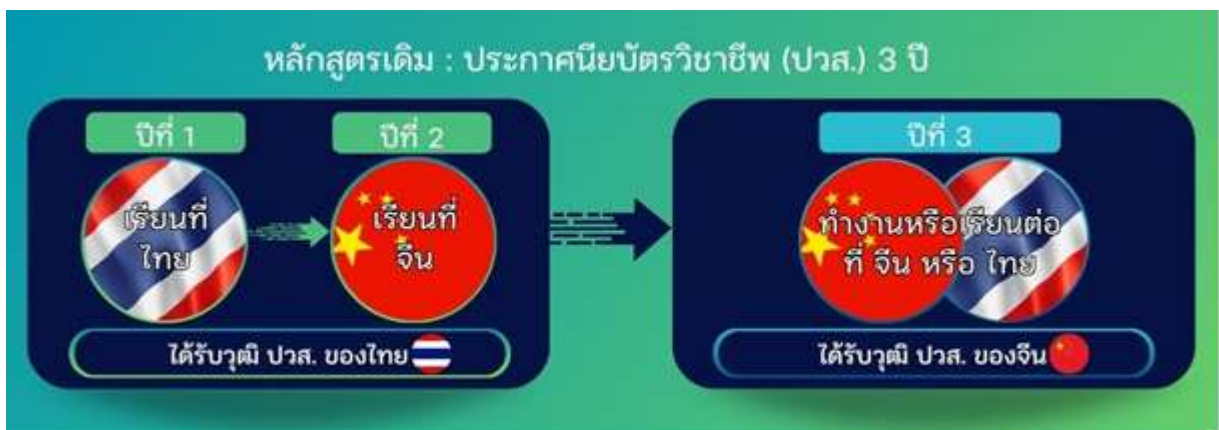 หลักสูตรเดิม : ประกาศนียบัตรวิชาชีพ (ปวส.) 3 ปี
ปีที่ 1
เรียนที่
ไทย
ปีที่ 2
เรียนที่
จีน
ได้รับวุฒิ ปวส. ของไทย
ปีที่ 3
ทำงานหรือเรียนต่อ
ที่ จีน หรือ ไทย
ได้รับวุฒิ ปวส. ของจีน